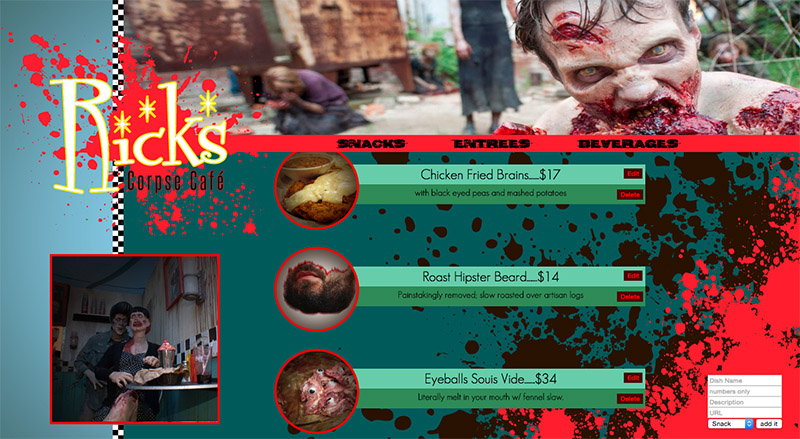 Rick's
Corpse Café
SNACKS ENTREES BEVERAGES
Chicken Fried Brains......$17 Edit
with black eyed peas and mashed potatoes Delete
Roast Hipster Beard......$14 Edit
Painstakingly removed; slow roasted over artisan logs Delete
Eyeballs Souis Vide......$34 Edit
Literally melt in your mouth w/ fennel slaw. Delete
Dish Name
numbers only
Description
URL
Snack add it